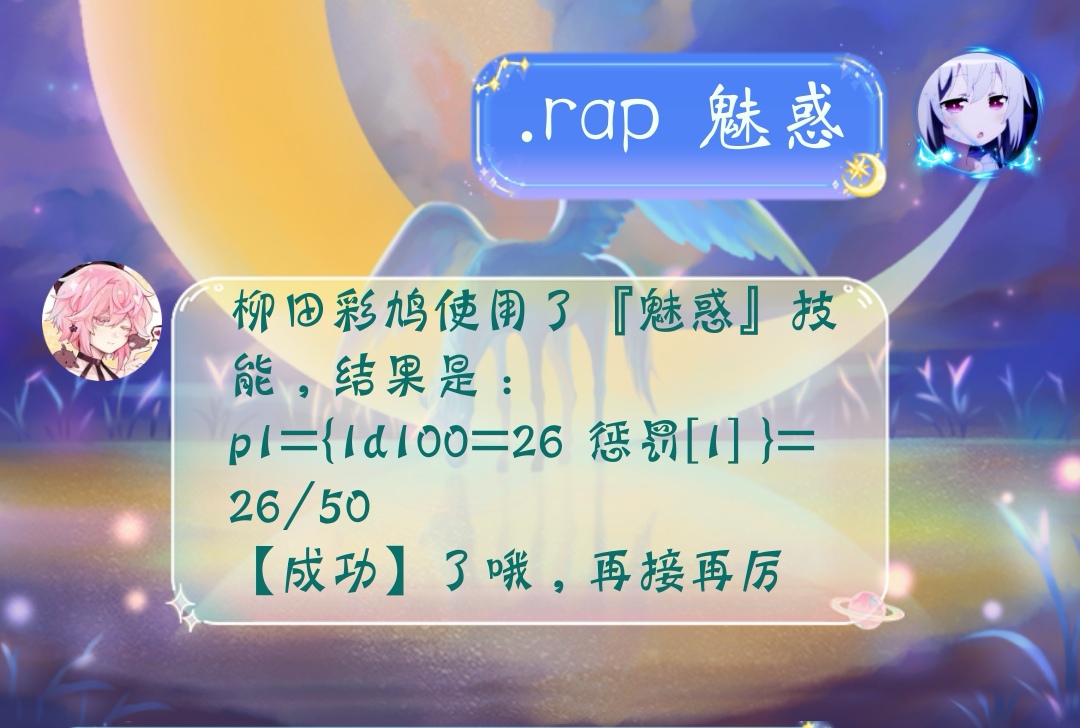 .rap 魅惑
柳田彩鸠使用了『魅惑』技
能，结果是：
p1={1d100=26 惩罚[1] }=
26/50
【成功】了哦，再接再厉